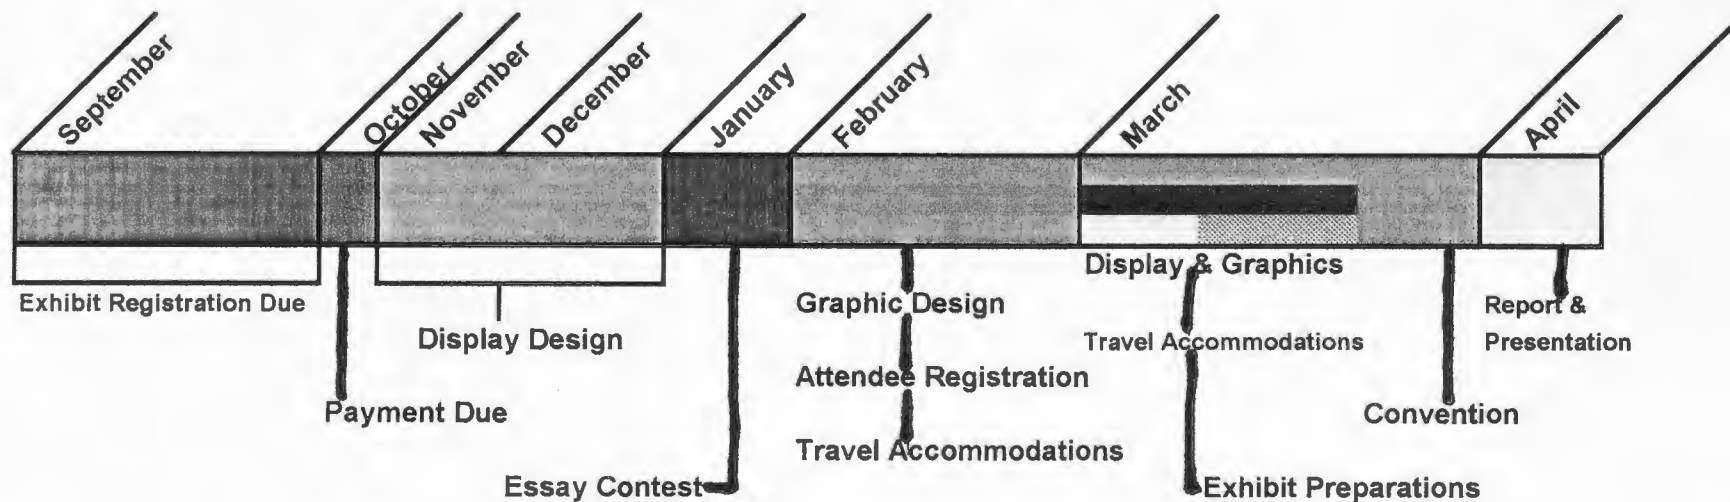 September
October
November
December
January
February
March
April
Exhibit Registration Due
Display Design
Payment Due
Essay Contest
Graphic Design
Attendee Registration
Travel Accommodations
Display & Graphics
Travel Accommodations
Exhibit Preparations
Convention
Report &
Presentation